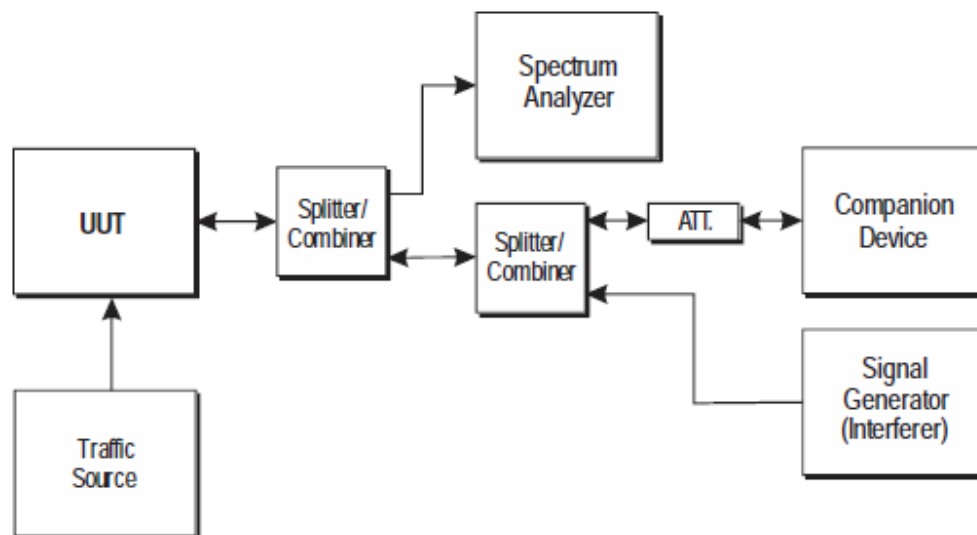 Spectrum
Analyzer
UUT
Splitter/
Combiner
Splitter/
Combiner
ATT.
Companion
Device
Traffic
Source
Signal
Generator
(Interferer)